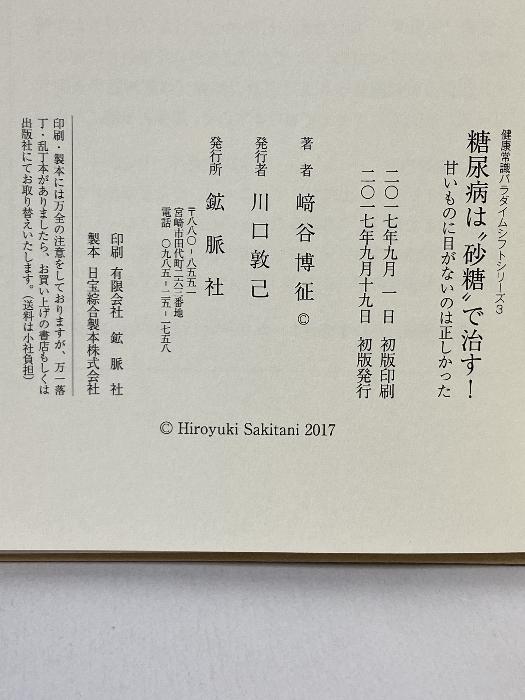 健康常識パラダイムシフトシリーズ3
糖尿病は〝砂糖〟で治す!
甘いものに目がないのは正しかった
二〇一七年九月 一 日 初版印刷
二〇一七年九月十九日 初版発行
著 者 﨑谷博征 ©
発行者 川口敦己
発行所 鉱脈社
〒八八〇-八五五一
宮崎市田代町二六三番地
電話 〇九八五-二五-一七五八
印刷 有限会社 鉱脈社
製本 日宝綜合製本株式会社
印刷・製本には万全の注意をしておりますが、万一落
丁・乱丁本がありましたら、お買い上げの書店もしくは
出版社にてお取り替えいたします。(送料は小社負担)
© Hiroyuki Sakitani 2017